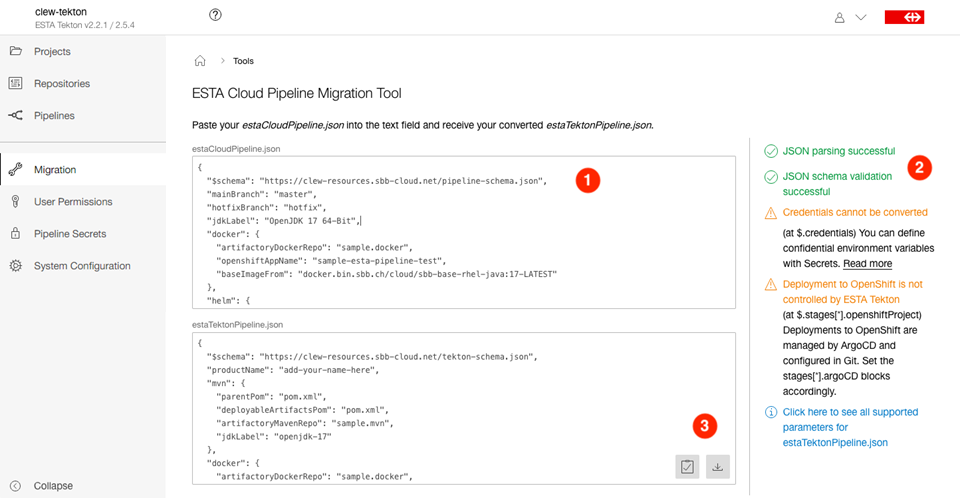 clew-tekton
ESTA Tekton v2.2.1 / 2.5.4
Projects
Repositories
Pipelines
Migration
User Permissions
Pipeline Secrets
System Configuration
Collapse
Tools
ESTA Cloud Pipeline Migration Tool
Paste your estaCloudPipeline.json into the text field and receive your converted estaTektonPipeline.json.
estaCloudPipeline.json
{
"$schema": "https://clew-resources.sbb-cloud.net/pipeline-schema.json",
"mainBranch": "master",
"hotfixBranch": "hotfix",
"jdkLabel": "OpenJDK 17 64-Bit",
"docker": {
"artifactoryDockerRepo": "sample.docker",
"openshiftAppName": "sample-esta-pipeline-test",
"baseImageFrom": "docker.bin.sbb.ch/cloud/sbb-base-rhel-java:17-LATEST"
},
"helm": {
1
estaTektonPipeline.json
{
"$schema": "https://clew-resources.sbb-cloud.net/tekton-schema.json",
"productName": "add-your-name-here",
"mvn": {
"parentPom": "pom.xml",
"deployableArtifactsPom": "pom.xml",
"artifactoryMavenRepo": "sample.mvn",
"jdkLabel": "openjdk-17"
},
"docker": {
"artifactoryDockerRepo": "sample.docker",
3
JSON parsing successful
2
JSON schema validation
successful
Credentials cannot be converted
(at $.credentials) You can define
confidential environment variables
with Secrets. Read more
Deployment to OpenShift is not
controlled by ESTA Tekton
(at $.stages[*].openshiftProject)
Deployments to OpenShift are
managed by ArgoCD and
configured in Git. Set the
stages[*].argoCD blocks
accordingly.
Click here to see all supported
parameters for
estaTektonPipeline.json